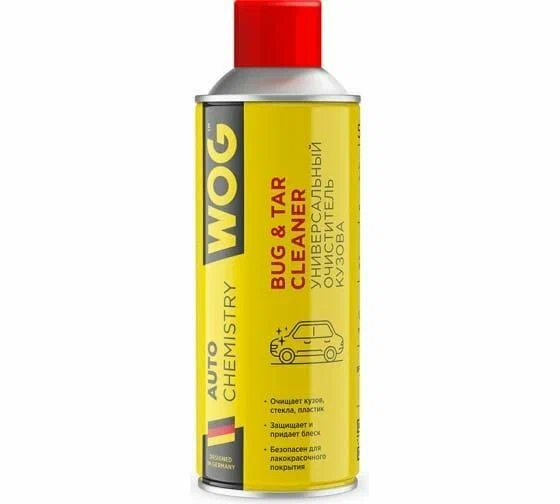 WOG™
AUTO
CHEMISTRY
DESIGNED
IN GERMANY
BUG & TAR
CLEANER
УНИВЕРСАЛЬНЫЙ
ОЧИСТИТЕЛЬ
КУЗОВА
• Очищает кузов,
стекла, пластик
• Защищает и
придает блеск
• Безопасен для
лакокрасочного
покрытия